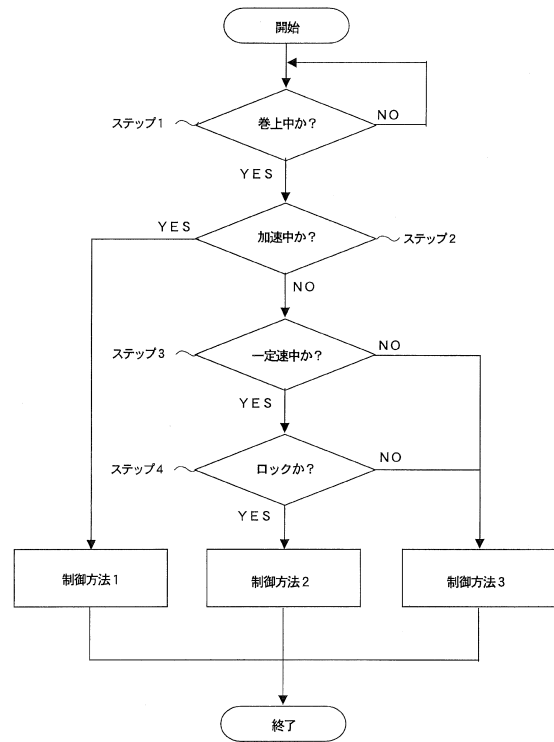 開始
ステップ1
巻上中か?
NO
YES
YES
加速中か?
ステップ2
NO
ステップ3
一定速中か?
NO
YES
ステップ4
ロックか?
NO
YES
制御方法1
制御方法2
制御方法3
終了